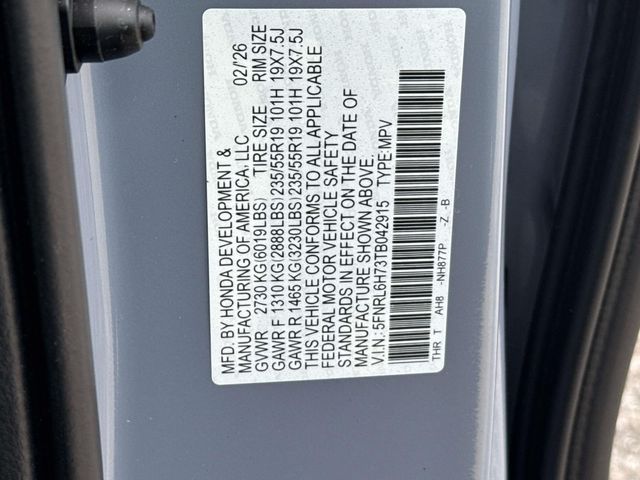 MFD. BY HONDA DEVELOPMENT &
MANUFACTURING OF AMERICA, LLC 02/26
GVWR 2730 KG(6019LBS) TIRE SIZE RIM SIZE
GAWR F 1310 KG(2888LBS) 235/55R19 101H 19X7.5J
GAWR R 1465 KG(3230LBS) 235/55R19 101H 19X7.5J
THIS VEHICLE CONFORMS TO ALL APPLICABLE
FEDERAL MOTOR VEHICLE SAFETY
STANDARDS IN EFFECT ON THE DATE OF
MANUFACTURE SHOWN ABOVE.
V.I.N.: 5FNRL6H73TB042915 TYPE:MPV
THR T AH8 -NH877P -Z -B